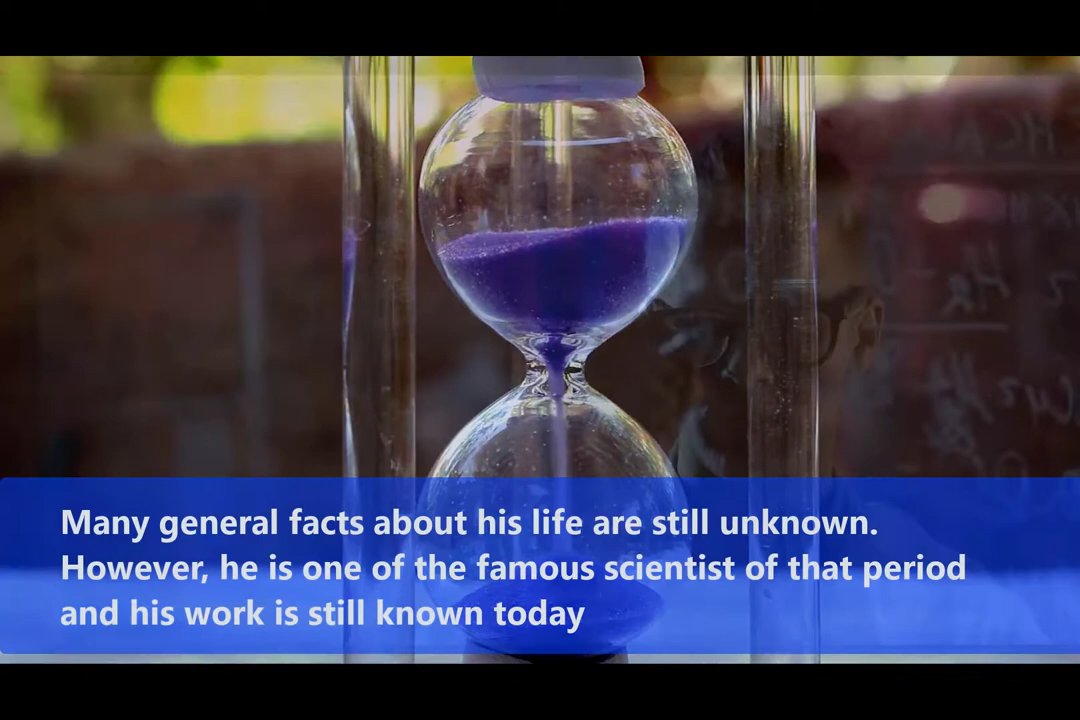 Many general facts about his life are still unknown.
However, he is one of the famous scientist of that period
and his work is still known today